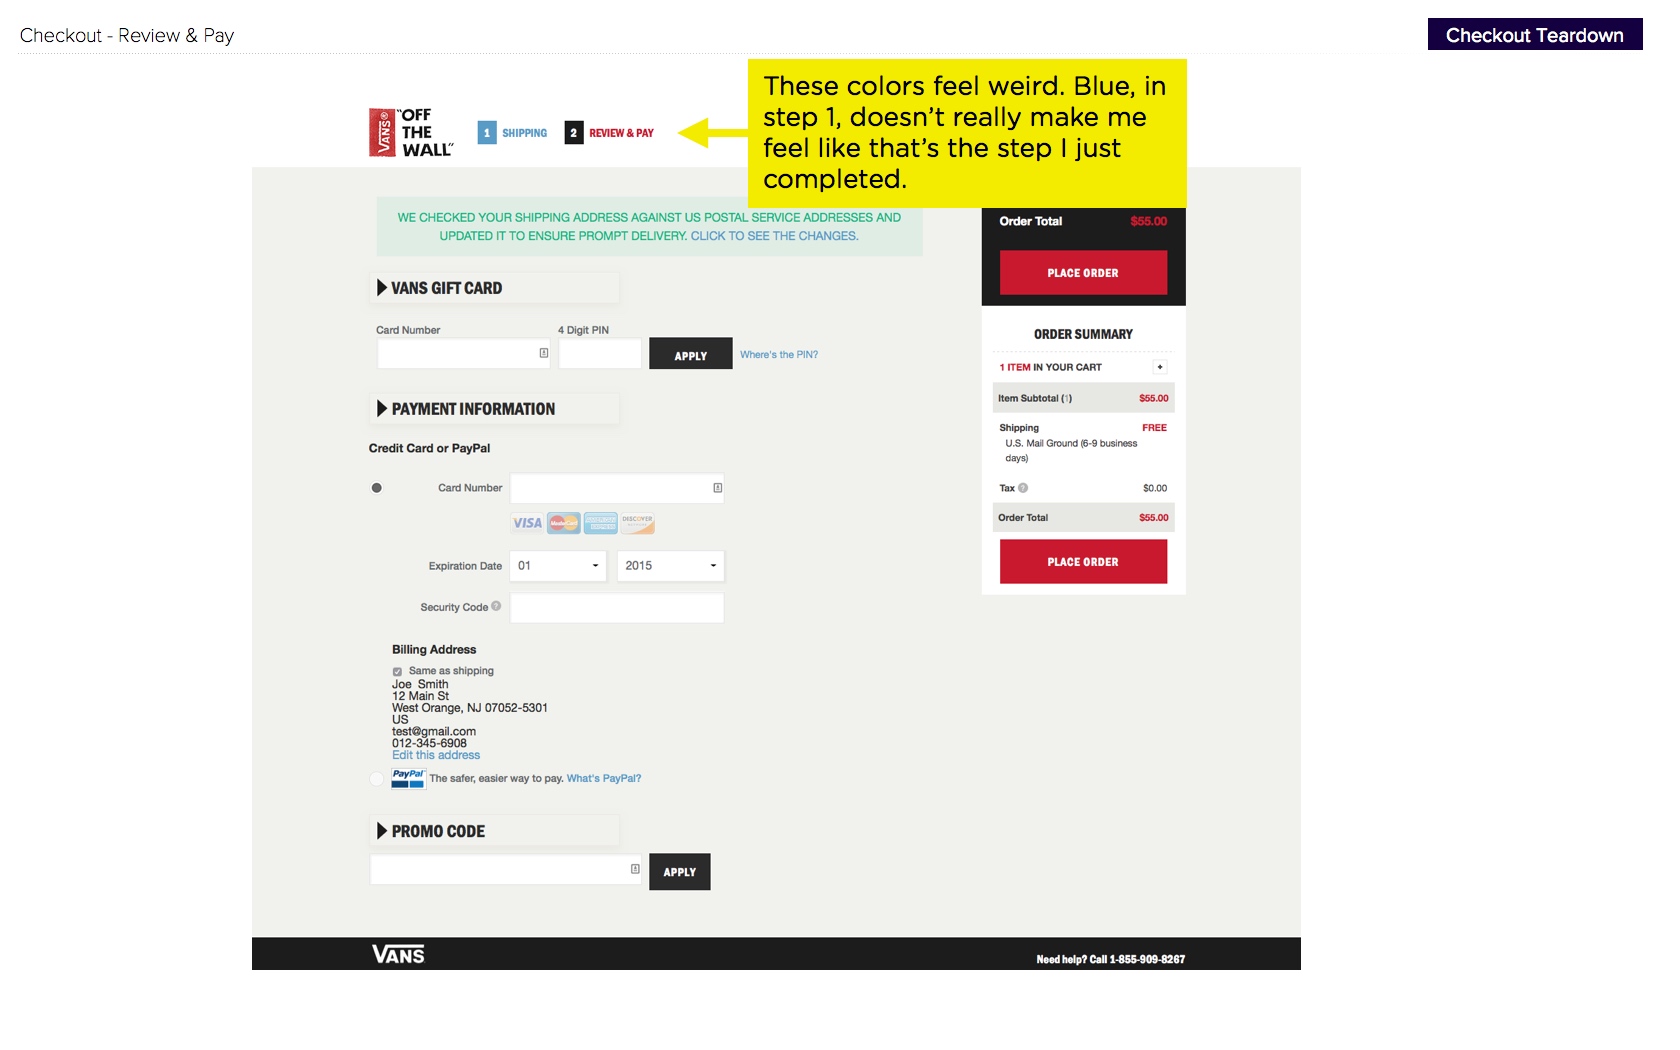 Checkout - Review & Pay
Checkout Teardown
These colors feel weird. Blue, in
step 1, doesn’t really make me
feel like that’s the step I just
completed.
VANS®
"OFF
THE
WALL"
1 SHIPPING 2 REVIEW & PAY
WE CHECKED YOUR SHIPPING ADDRESS AGAINST US POSTAL SERVICE ADDRESSES AND
UPDATED IT TO ENSURE PROMPT DELIVERY. CLICK TO SEE THE CHANGES.
VANS GIFT CARD
Card Number 4 Digit PIN
APPLY Where's the PIN?
PAYMENT INFORMATION
Credit Card or PayPal
Card Number
VISA MasterCard AMERICAN EXPRESS DISCOVER
Expiration Date 01 2015
Security Code ?
Billing Address
Same as shipping
Joe Smith
12 Main St
West Orange, NJ 07052-5301
US
test@gmail.com
012-345-6908
Edit this address
PayPal The safer, easier way to pay. What's PayPal?
PROMO CODE
APPLY
Order Total $55.00
PLACE ORDER
ORDER SUMMARY
1 ITEM IN YOUR CART +
Item Subtotal (1) $55.00
Shipping FREE
U.S. Mail Ground (6-9 business
days)
Tax ? $0.00
Order Total $55.00
PLACE ORDER
VANS
Need help? Call 1-855-909-8267